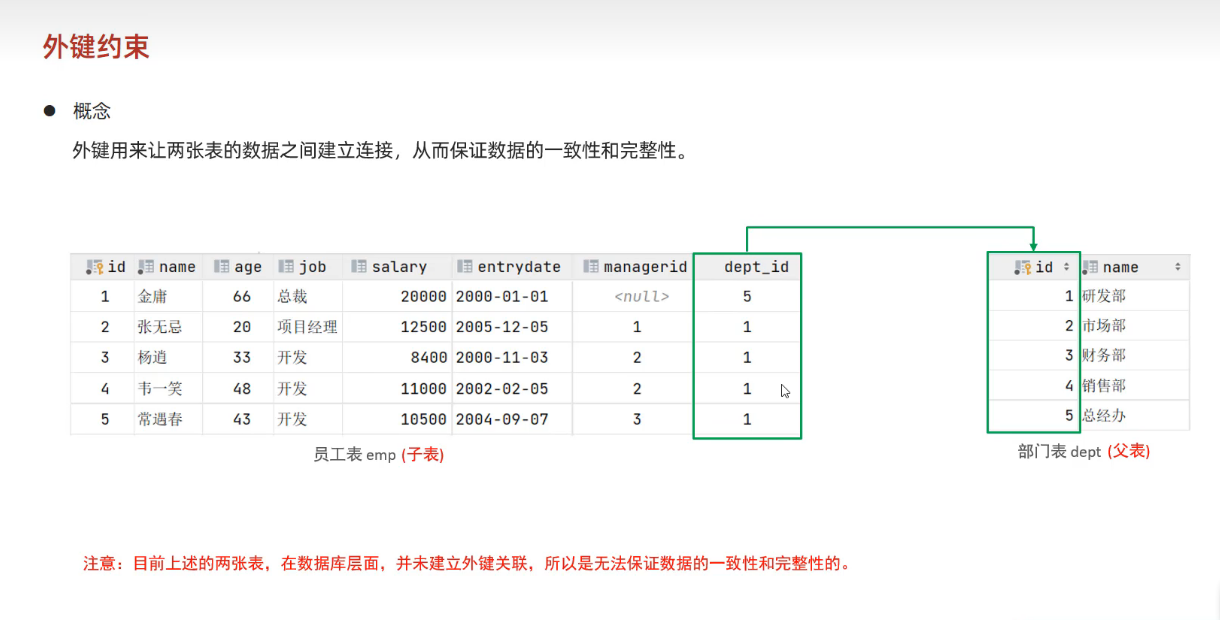 外键约束
概念
外键用来让两张表的数据之间建立连接，从而保证数据的一致性和完整性。
id name age job salary entrydate managerid dept_id
1 金庸 66 总裁 20000 2000-01-01 <null> 5
2 张无忌 20 项目经理 12500 2005-12-05 1 1
3 杨逍 33 开发 8400 2000-11-03 2 1
4 韦一笑 48 开发 11000 2002-02-05 2 1
5 常遇春 43 开发 10500 2004-09-07 3 1
员工表 emp (子表)
id name
1 研发部
2 市场部
3 财务部
4 销售部
5 总经办
部门表 dept (父表)
注意：目前上述的两张表，在数据库层面，并未建立外键关联，所以是无法保证数据的一致性和完整性的。